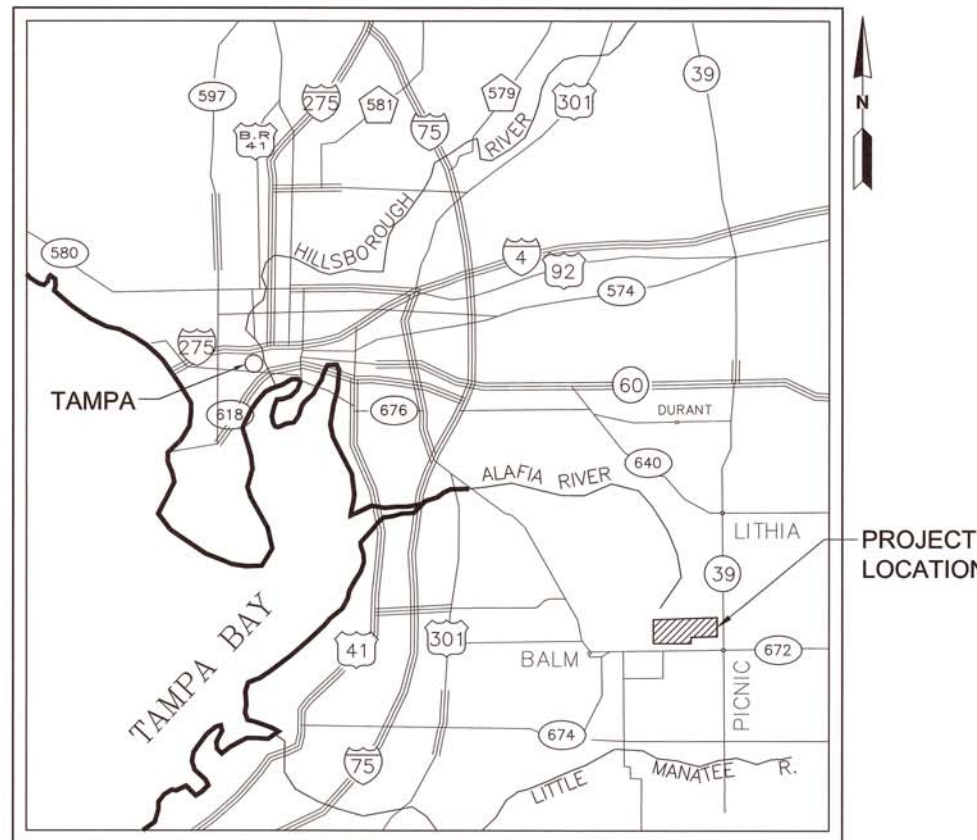 597
B.R
41
275
581
75
579
301
39
N
HILLSBOROUGH RIVER
580
4
92
574
275
TAMPA
618
676
60
DURANT
640
ALAFIA RIVER
LITHIA
39
PROJECT
LOCATION
TAMPA BAY
41
301
BALM
672
PICNIC
674
75
LITTLE MANATEE R.